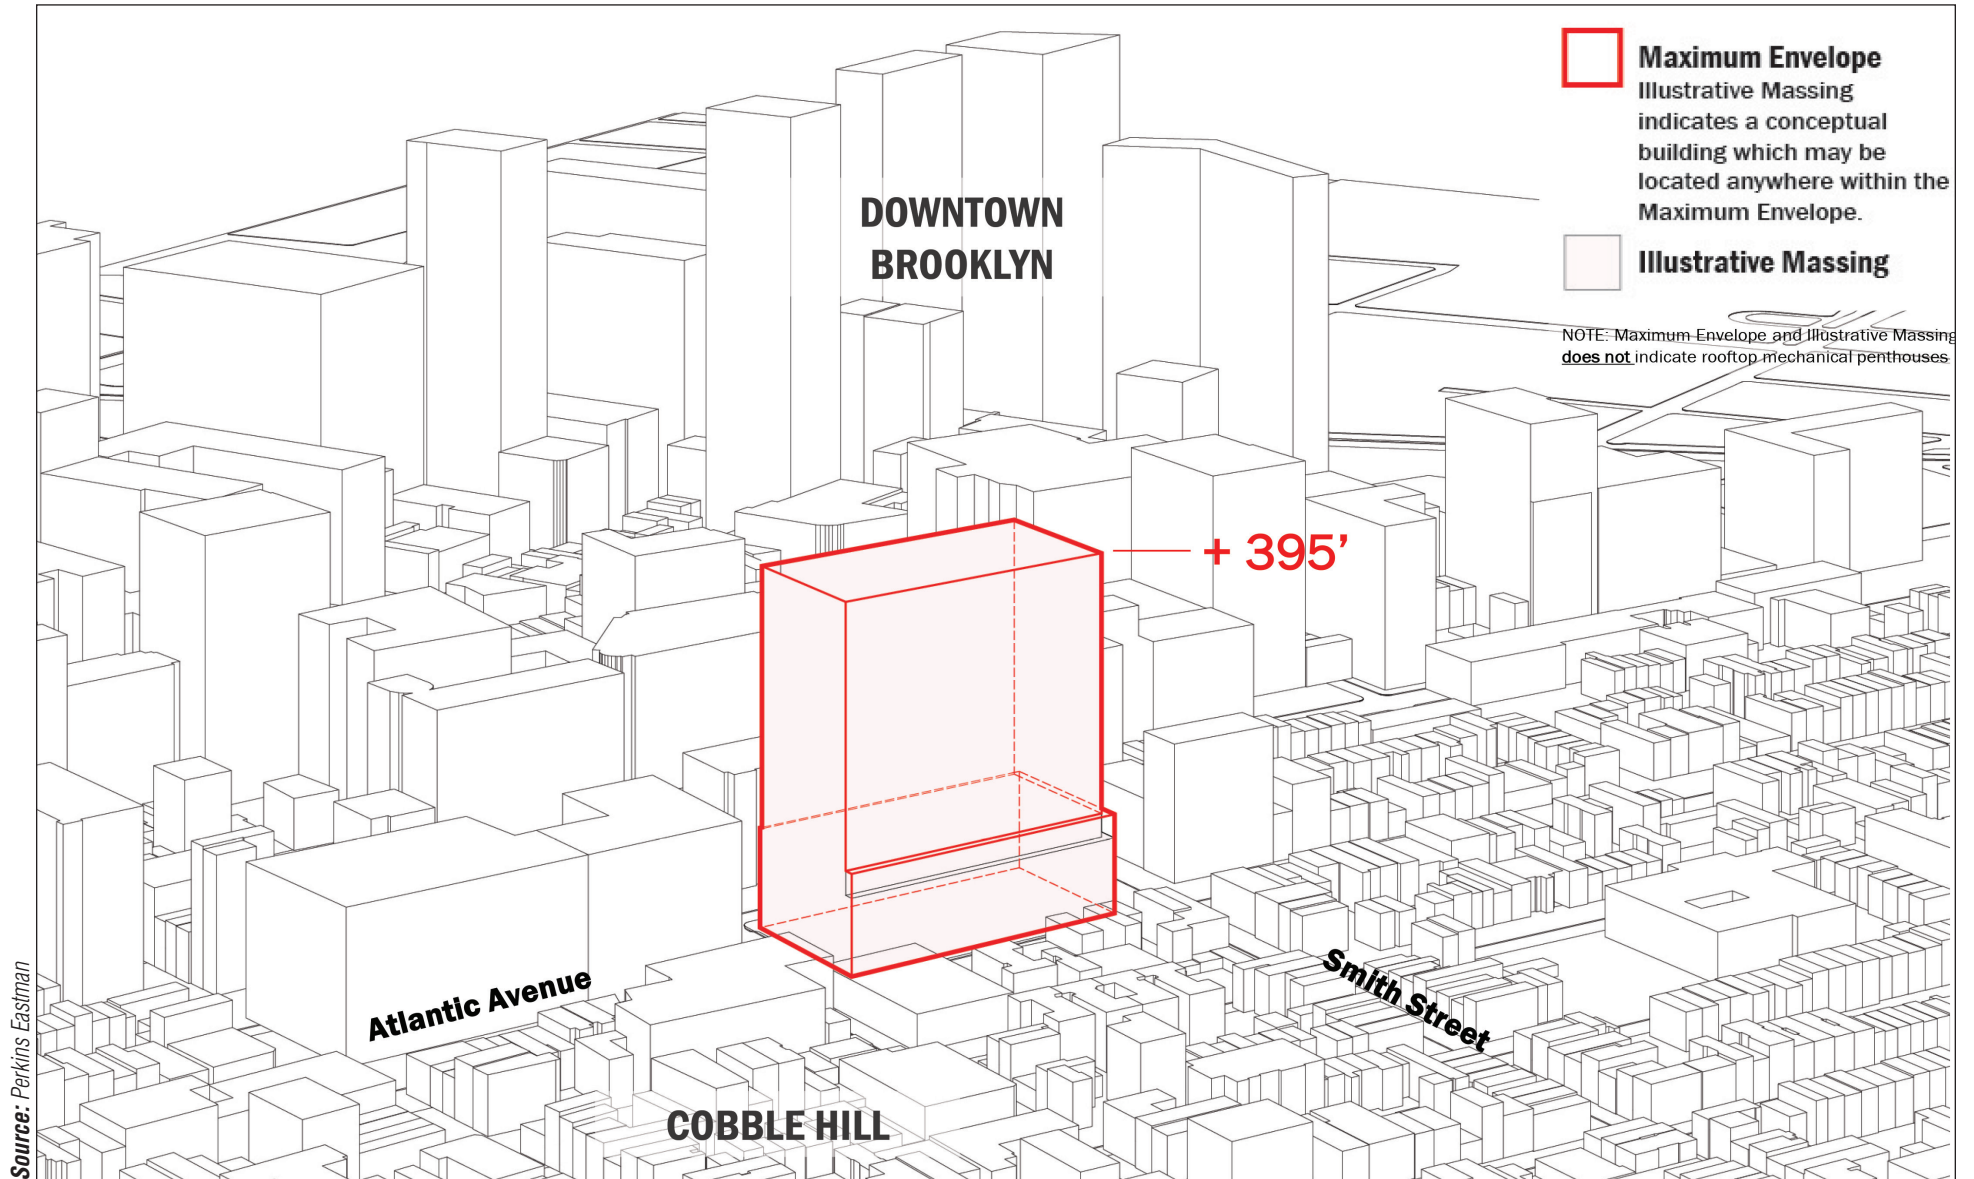 Maximum Envelope
Illustrative Massing
indicates a conceptual
building which may be
located anywhere within the
Maximum Envelope.
Illustrative Massing
NOTE: Maximum Envelope and Illustrative Massing
does not indicate rooftop mechanical penthouses
DOWNTOWN
BROOKLYN
+ 395’
Atlantic Avenue
Smith Street
COBBLE HILL
Source: Perkins Eastman